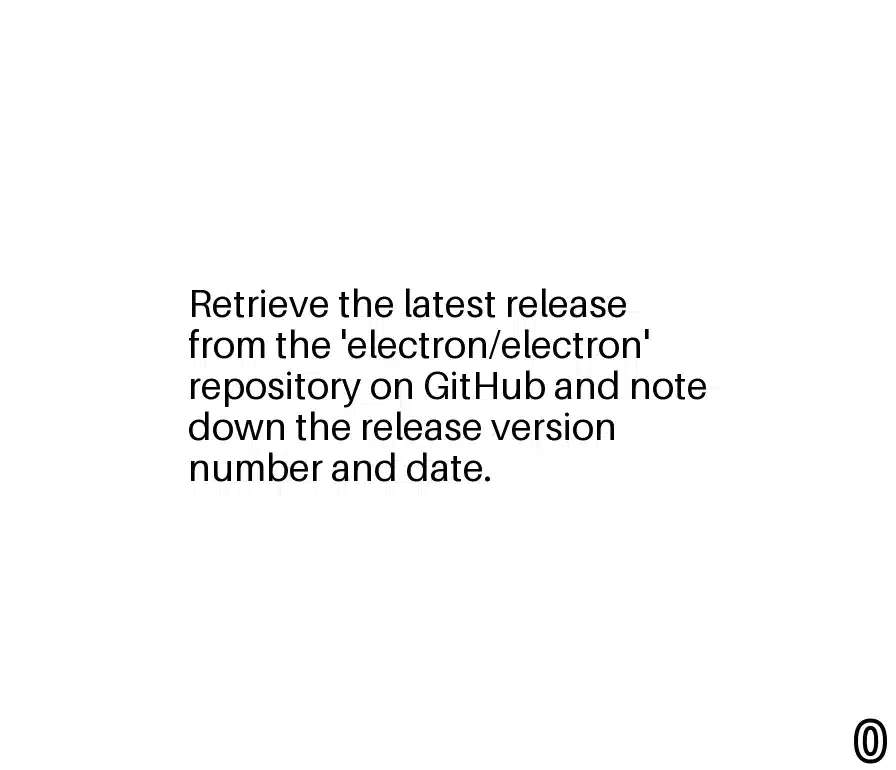 Retrieve the latest release
from the 'electron/electron'
repository on GitHub and note
down the release version
number and date.
0